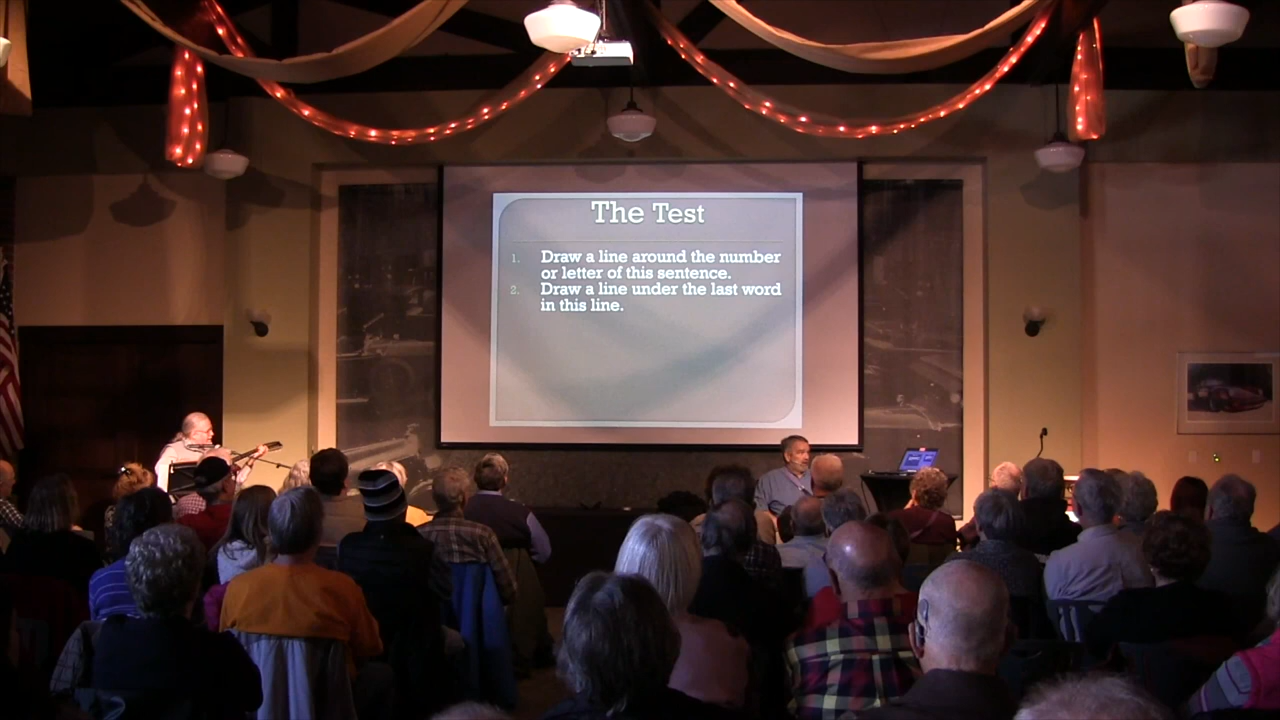 The Test
1. Draw a line around the number
or letter of this sentence.
2. Draw a line under the last word
in this line.